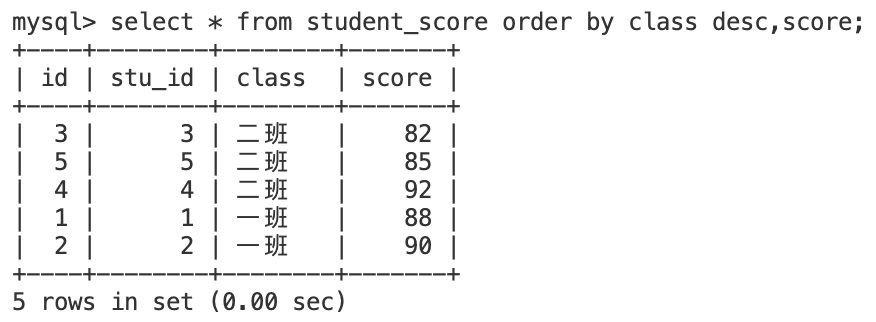 mysql> select * from student_score order by class desc,score;
+----+--------+--------+-------+
| id | stu_id | class  | score |
+----+--------+--------+-------+
|  3 |      3 | 二班   |    82 |
|  5 |      5 | 二班   |    85 |
|  4 |      4 | 二班   |    92 |
|  1 |      1 | 一班   |    88 |
|  2 |      2 | 一班   |    90 |
+----+--------+--------+-------+
5 rows in set (0.00 sec)